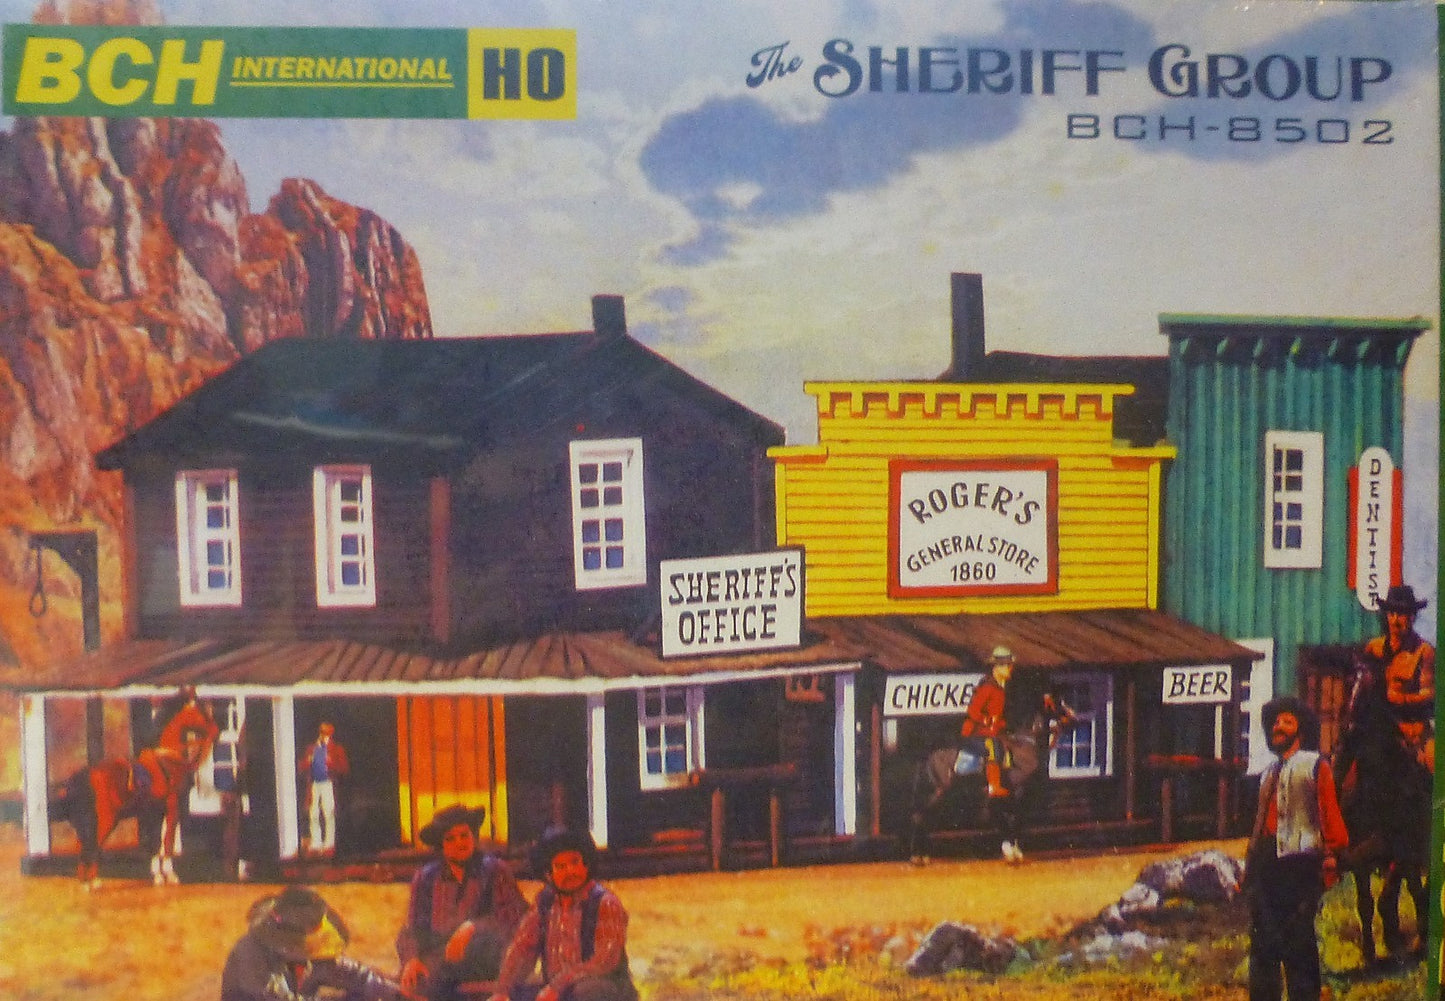 BCH INTERNATIONAL HO
The SHERIFF GROUP
BCH-8502
ROGER'S
GENERAL STORE
1860
DENTIST
SHERIFF'S
OFFICE
CHICKE
BEER